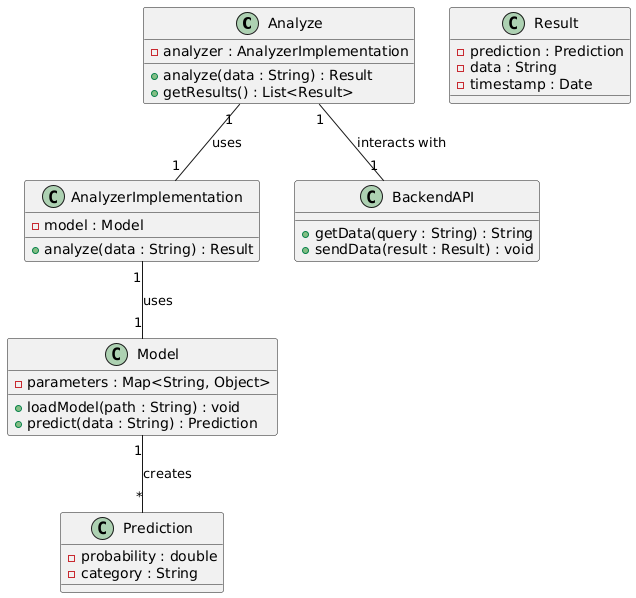 C Analyze
analyzer : AnalyzerImplementation
analyze(data : String) : Result
getResults() : List<Result>
C Result
prediction : Prediction
data : String
timestamp : Date
1
1
uses
interacts with
1
1
C AnalyzerImplementation
model : Model
analyze(data : String) : Result
C BackendAPI
getData(query : String) : String
sendData(result : Result) : void
1
uses
1
C Model
parameters : Map<String, Object>
loadModel(path : String) : void
predict(data : String) : Prediction
1
creates
*
C Prediction
probability : double
category : String